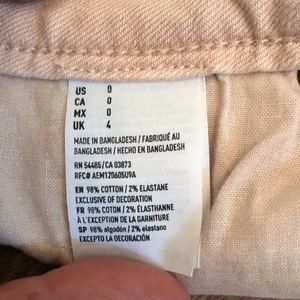 US 0
CA 0
MX 0
UK 4
MADE IN BANGLADESH / FABRIQUÉ AU
BANGLADESH / HECHO EN BANGLADESH
RN 54485/CA 03873
RFC# AEM120605U9A
EN 98% COTTON / 2% ELASTANE
EXCLUSIVE OF DECORATION
FR 98% COTON / 2% ÉLASTHANNE
À L'EXCEPTION DE LA GARNITURE
SP 98% algodón / 2% elastano
EXCEPTO LA DECORACIÓN